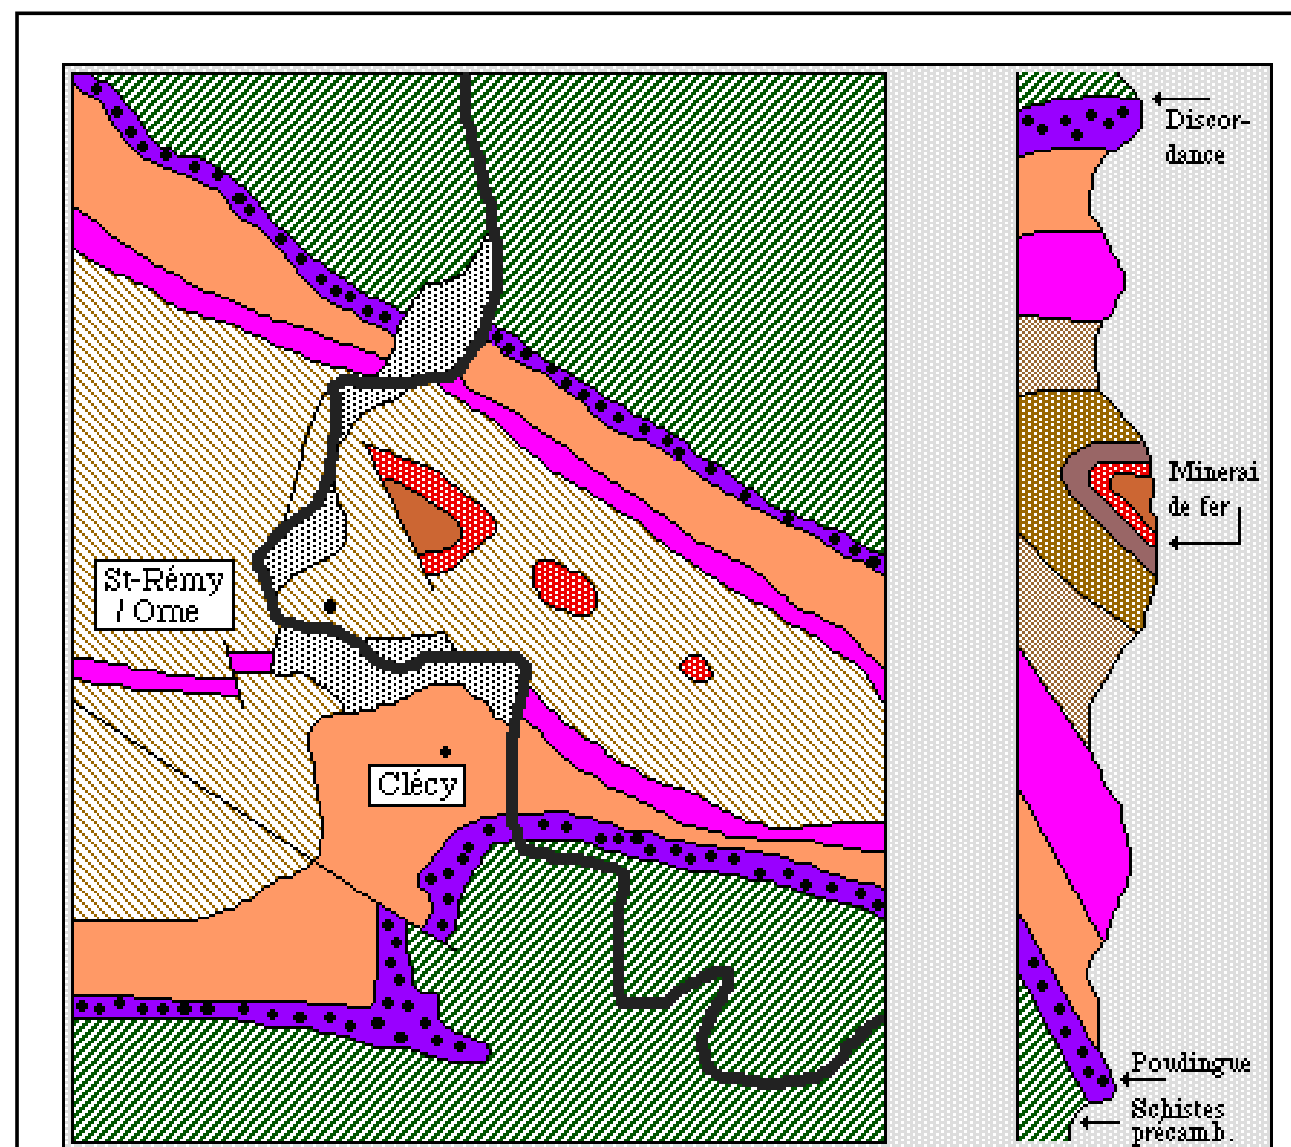 Discor-
dance
Minerai
de fer
St-Rémy
/ Orne
Clécy
Poudingue
Schistes
précamb.